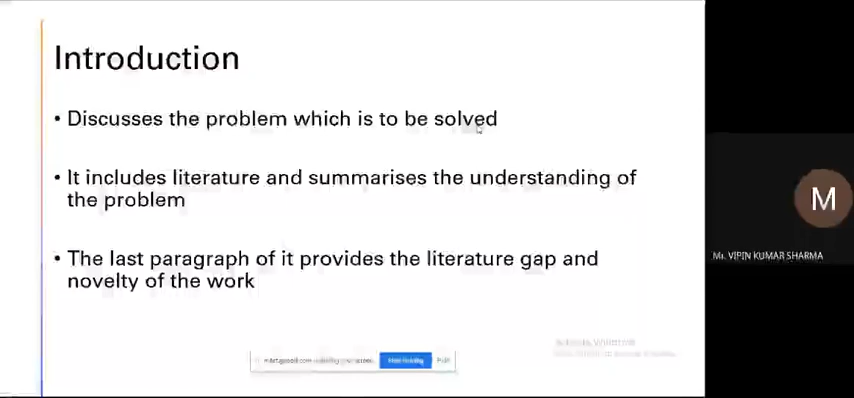 Introduction
• Discusses the problem which is to be solved
• It includes literature and summarises the understanding of
the problem
• The last paragraph of it provides the literature gap and
novelty of the work
M
Mr. VIPIN KUMAR SHARMA
Stop sharing
Hide